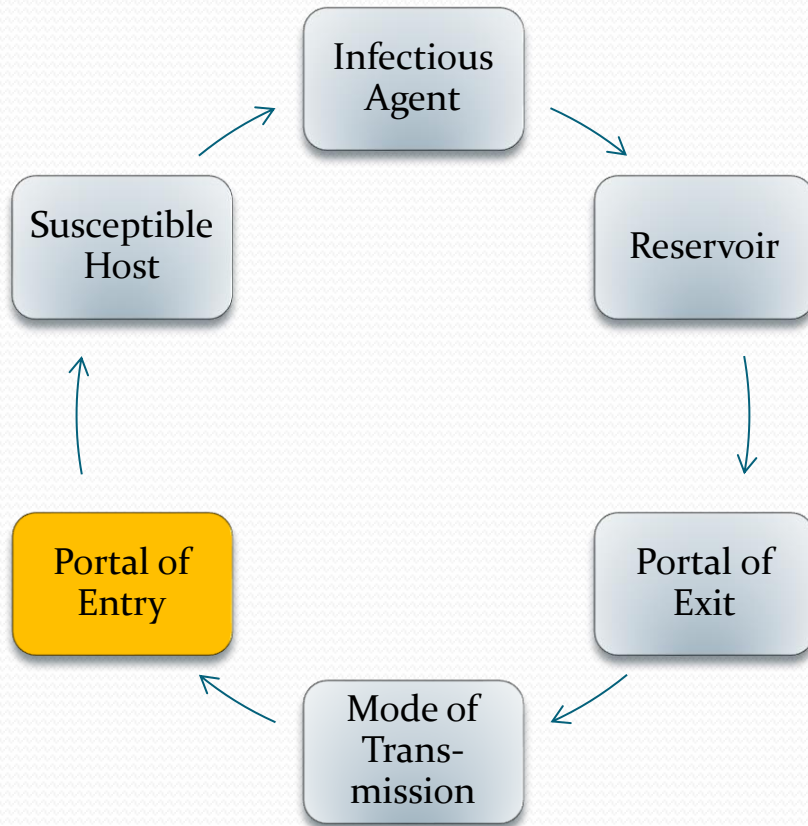 Infectious
Agent
Reservoir
Portal of
Exit
Mode of
Trans-
mission
Portal of
Entry
Susceptible
Host